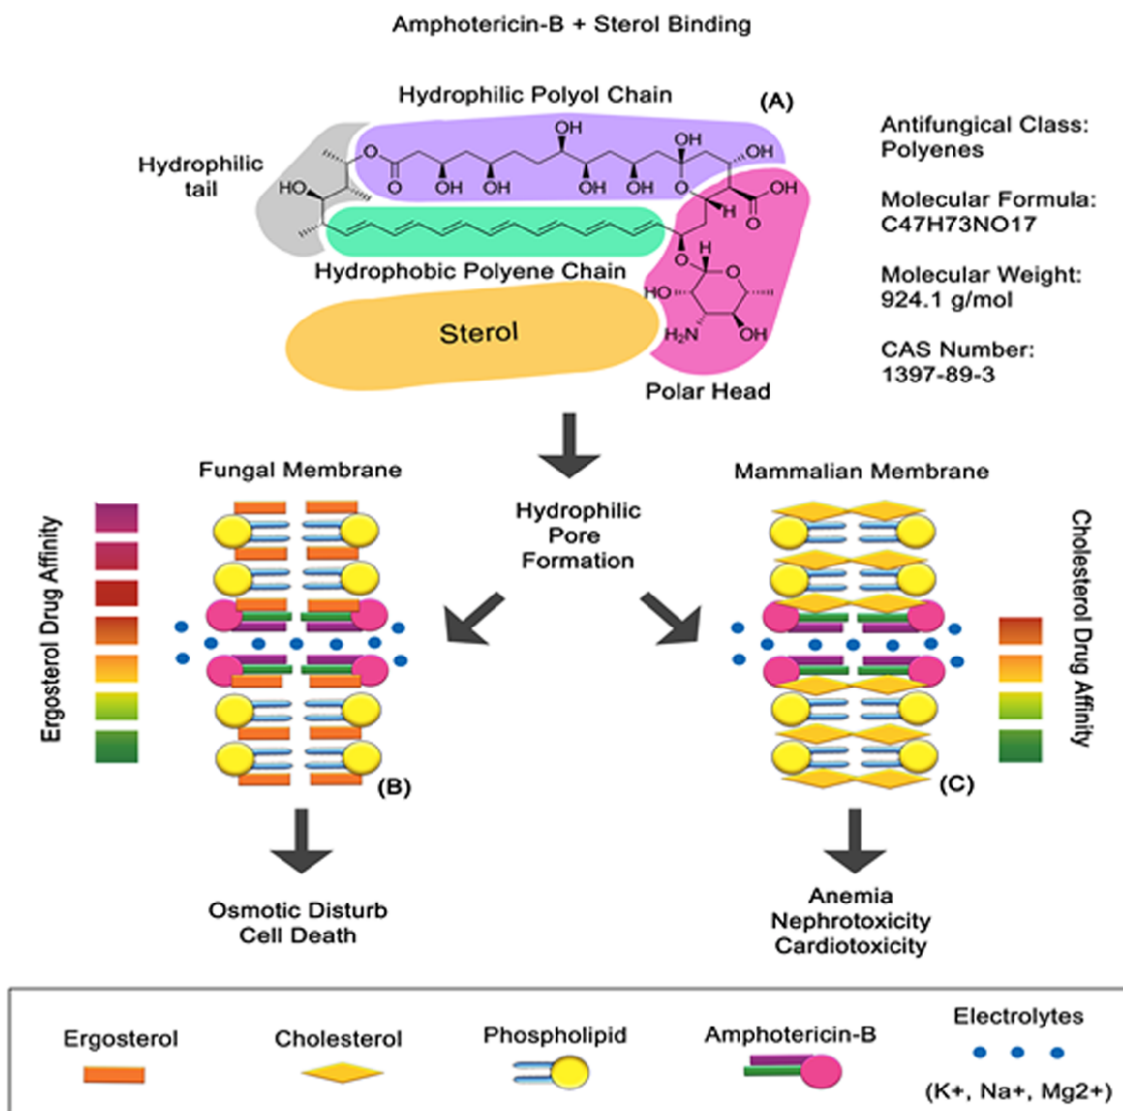 Amphotericin-B + Sterol Binding
Hydrophilic Polyol Chain
(A)
Hydrophilic
tail
Antifungical Class:
Polyenes
Molecular Formula:
C47H73NO17
Molecular Weight:
924.1 g/mol
CAS Number:
1397-89-3
OH
OH
OH
O
O
OH
OH
OH
OH
O
HO
OH
O
H
Hydrophobic Polyene Chain
O
H
O
HO
H₂N
OH
Sterol
Polar Head
Fungal Membrane
Hydrophilic
Pore
Formation
Mammalian Membrane
Ergosterol Drug Affinity
Cholesterol Drug Affinity
(B)
(C)
Osmotic Disturb
Cell Death
Anemia
Nephrotoxicity
Cardiotoxicity
Ergosterol
Cholesterol
Phospholipid
Amphotericin-B
Electrolytes
(K+, Na+, Mg2+)